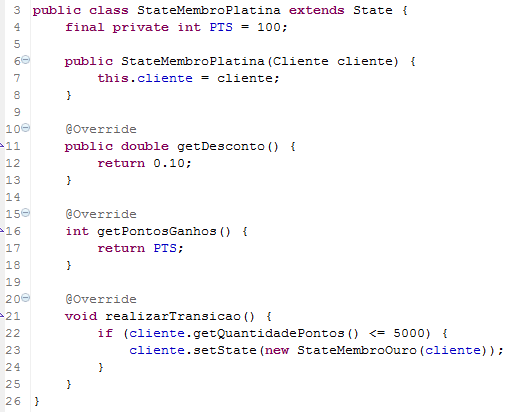 3 public class StateMembroPlatina extends State {
4     final private int PTS = 100;
5
6     public StateMembroPlatina(Cliente cliente) {
7         this.cliente = cliente;
8     }
9
10     @Override
11     public double getDesconto() {
12         return 0.10;
13     }
14
15     @Override
16     int getPontosGanhos() {
17         return PTS;
18     }
19
20     @Override
21     void realizarTransicao() {
22         if (cliente.getQuantidadePontos() <= 5000) {
23             cliente.setState(new StateMembroOuro(cliente));
24         }
25     }
26 }